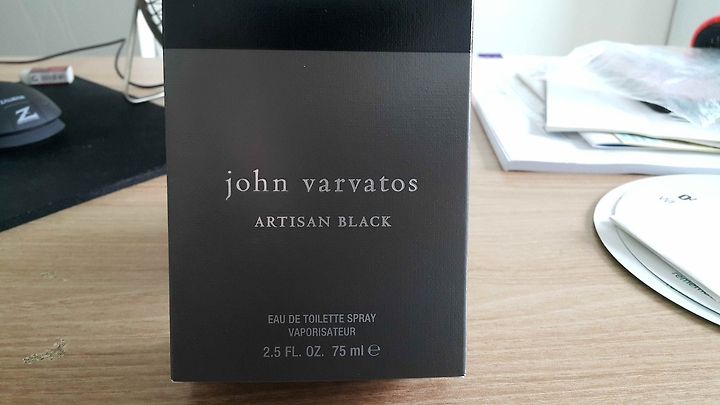 john varvatos
ARTISAN BLACK
EAU DE TOILETTE SPRAY
VAPORISATEUR
2.5 FL. OZ. 75 ml ℮
Z